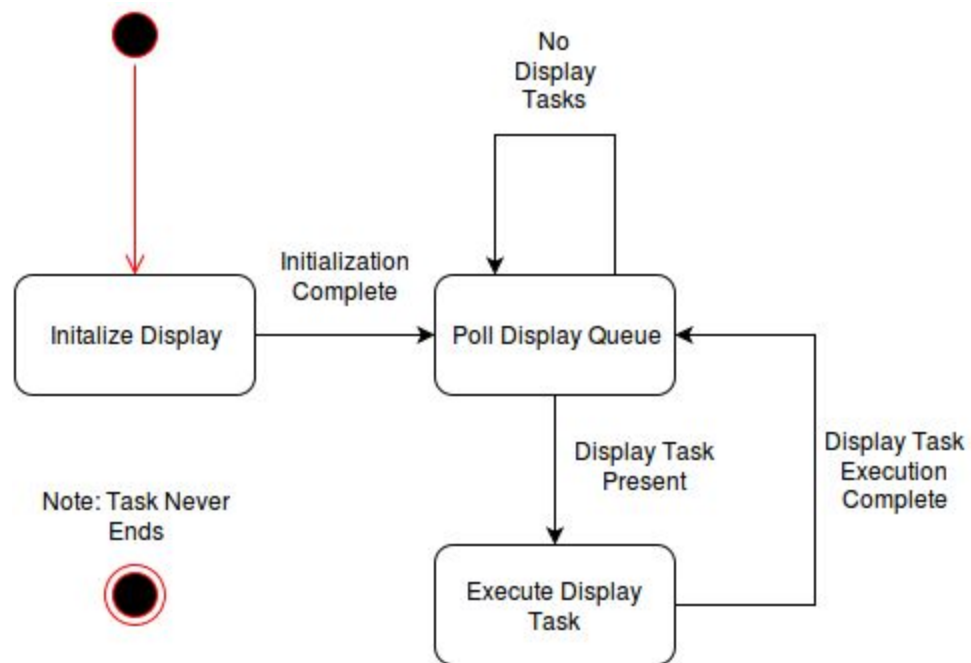 No
Display
Tasks
Initialization
Complete
Initalize Display
Poll Display Queue
Display Task
Present
Display Task
Execution
Complete
Note: Task Never
Ends
Execute Display
Task